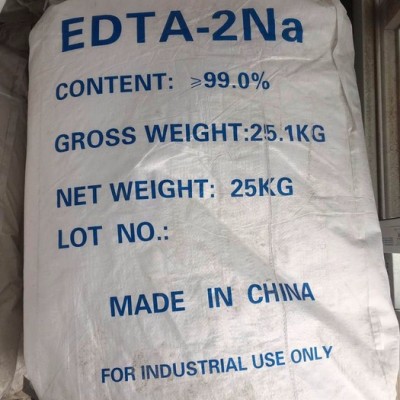 EDTA-2Na
CONTENT: ≥99.0%
GROSS WEIGHT:25.1KG
NET WEIGHT: 25KG
LOT NO.:
MADE IN CHINA
FOR INDUSTRIAL USE ONLY